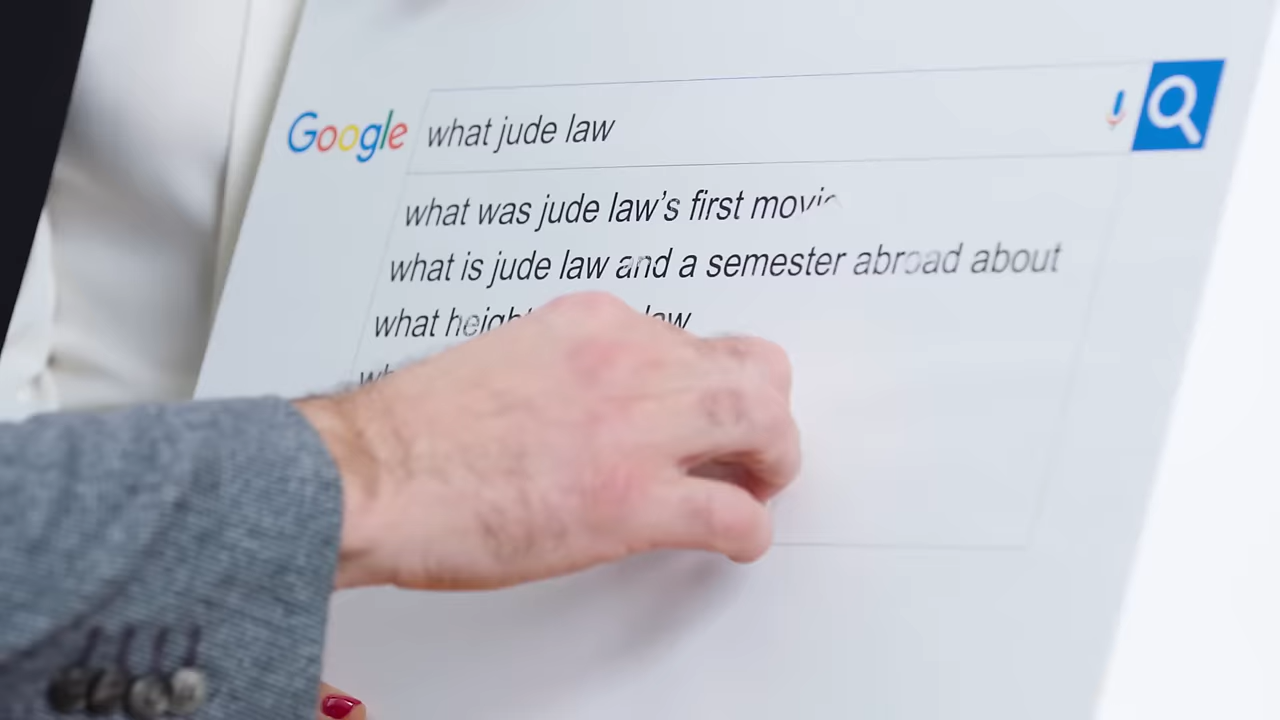 Google what jude law
what was jude law's first movie
what is jude law and a semester abroad about
what height law